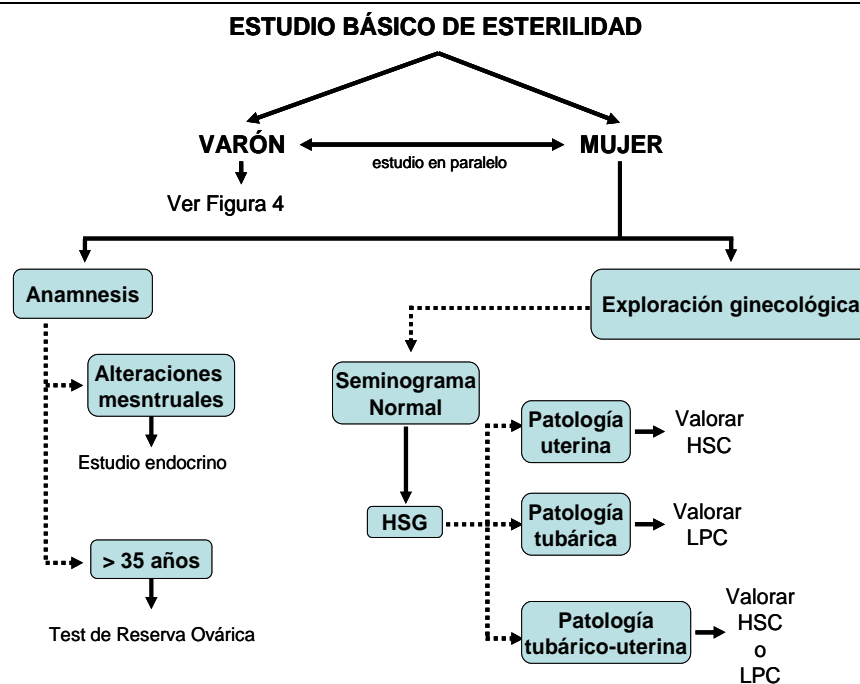 ESTUDIO BÁSICO DE ESTERILIDAD
VARÓN
estudio en paralelo
MUJER
Ver Figura 4
Anamnesis
Exploración ginecológica
Alteraciones
mesntruales
Estudio endocrino
> 35 años
Test de Reserva Ovárica
Seminograma
Normal
HSG
Patología
uterina
Valorar
HSC
Patología
tubárica
Valorar
LPC
Patología
tubárico-uterina
Valorar
HSC
o
LPC